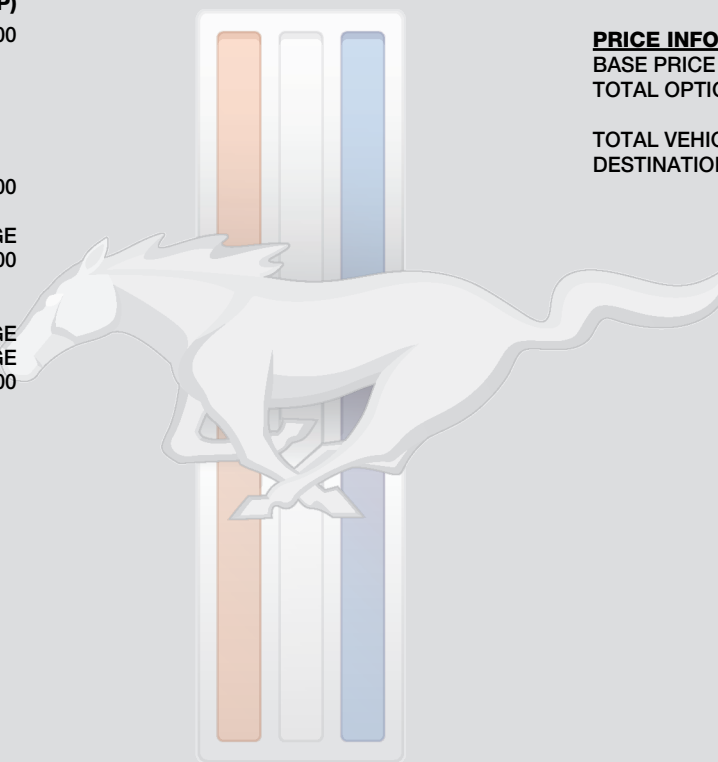 P)
00
00
GE
00
GE
GE
00
PRICE INFO
BASE PRICE
TOTAL OPTIO
TOTAL VEHIC
DESTINATION